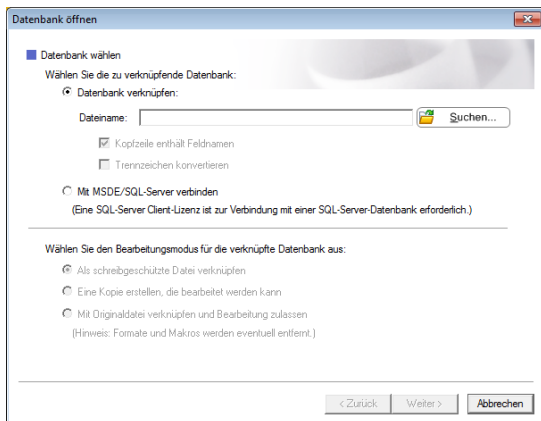 Datenbank öffnen
Datenbank wählen
Wählen Sie die zu verknüpfende Datenbank:
Datenbank verknüpfen:
Dateiname: Suchen...
Kopfzeile enthält Feldnamen
Trennzeichen konvertieren
Mit MSDE/SQL-Server verbinden
(Eine SQL-Server Client-Lizenz ist zur Verbindung mit einer SQL-Server-Datenbank erforderlich.)
Wählen Sie den Bearbeitungsmodus für die verknüpfte Datenbank aus:
Als schreibgeschützte Datei verknüpfen
Eine Kopie erstellen, die bearbeitet werden kann
Mit Originaldatei verknüpfen und Bearbeitung zulassen
(Hinweis: Formate und Makros werden eventuell entfernt.)
< Zurück Weiter > Abbrechen